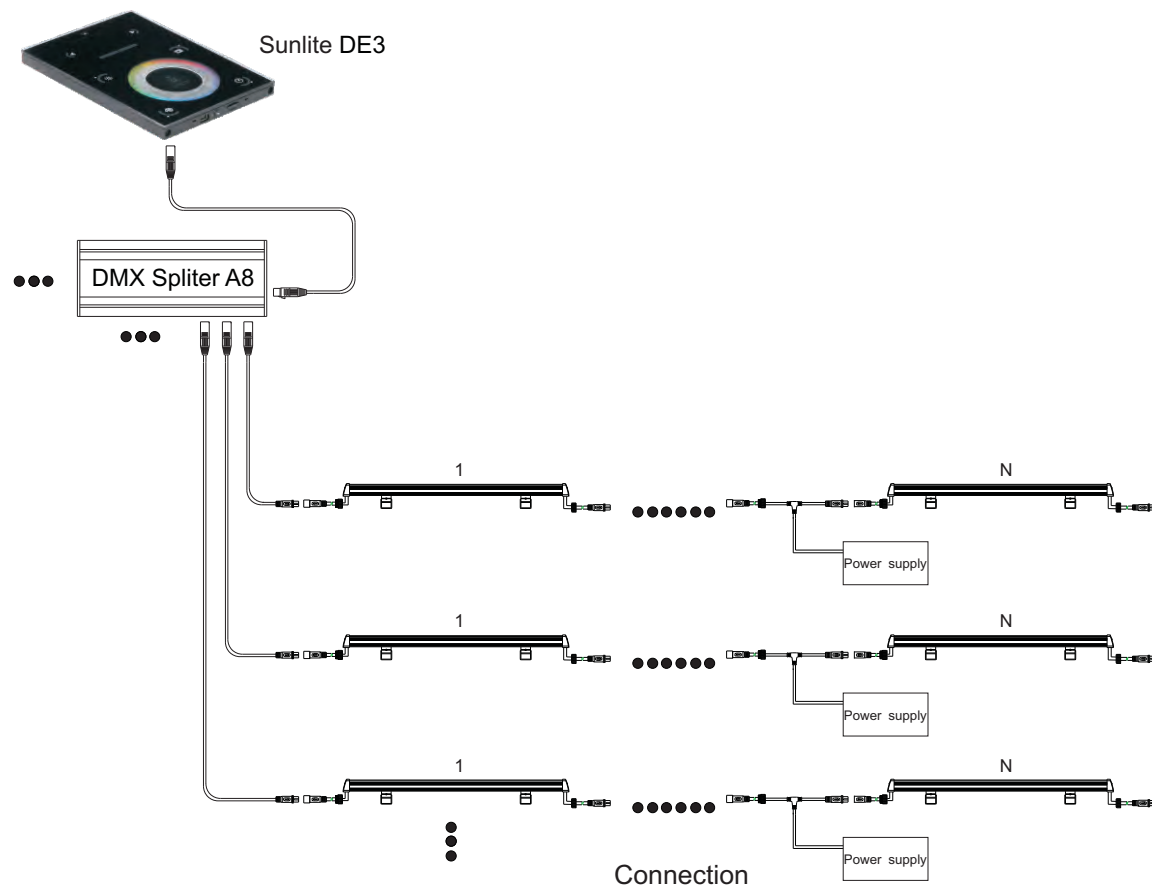 Sunlite DE3
DMX Spliter A8
1
N
Power supply
1
N
Power supply
1
N
Power supply
Connection